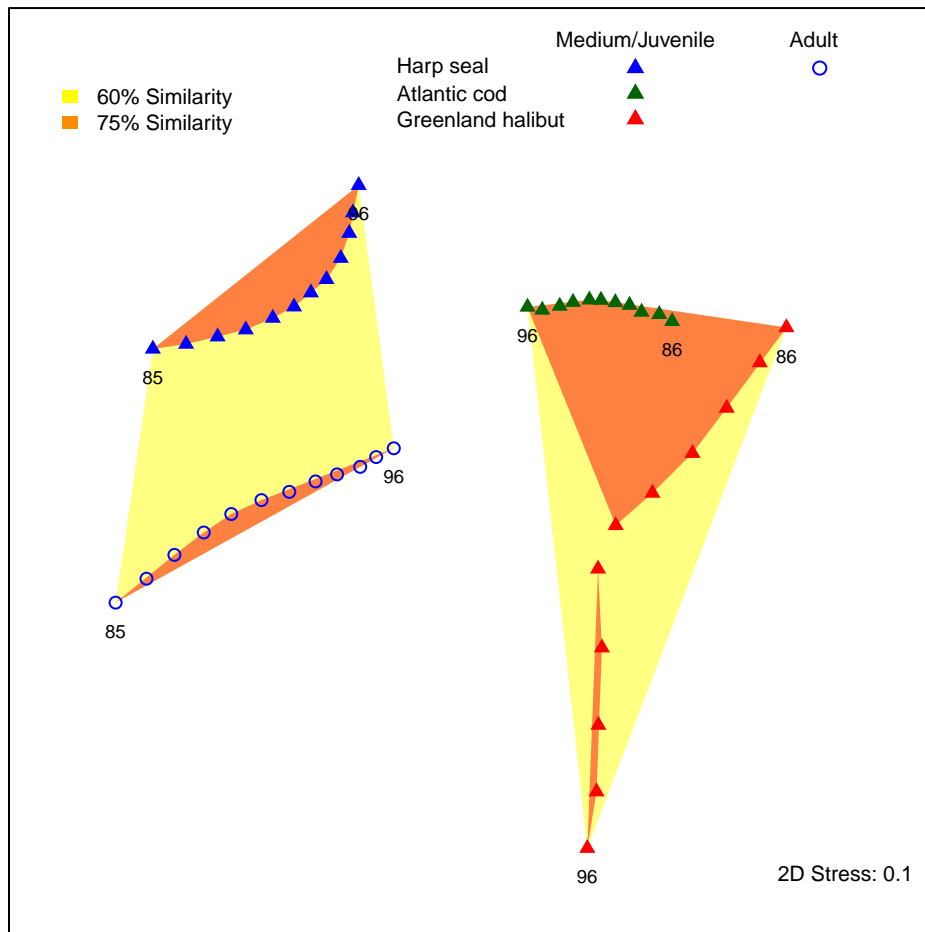 Medium/Juvenile Adult
Harp seal
60% Similarity
Atlantic cod
75% Similarity
Greenland halibut
96
85
96
86
86
96
85
2D Stress: 0.1
96